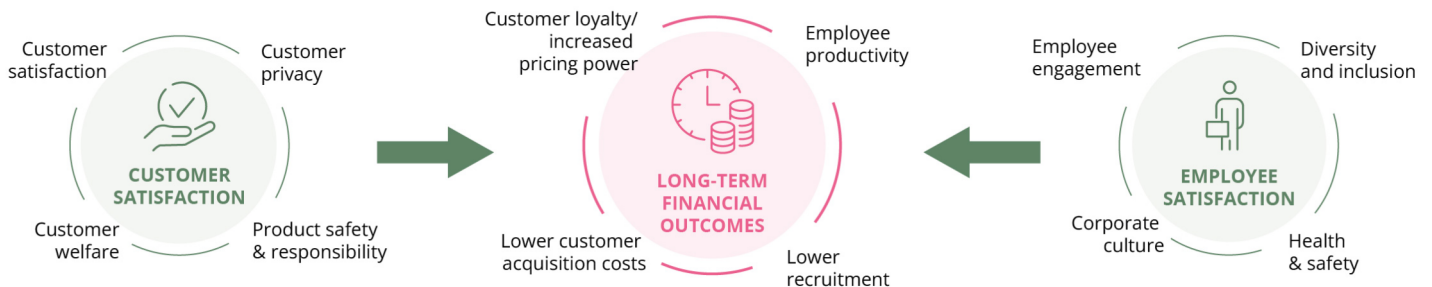 Customer
satisfaction
Customer
privacy
CUSTOMER
SATISFACTION
Customer
welfare
Product safety
& responsibility
Customer loyalty/
increased
pricing power
Employee
productivity
LONG-TERM
FINANCIAL
OUTCOMES
Lower customer
acquisition costs
Lower
recruitment
Employee
engagement
Diversity
and inclusion
EMPLOYEE
SATISFACTION
Corporate
culture
Health
& safety